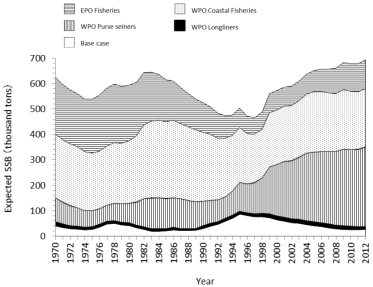 EPO Fisheries
WPO Coastal Fisheries
WPO Purse seiners
WPO Longliners
Base case
Expected SSB (thousand tons)
700
600
500
400
300
200
100
0
1970 1972 1974 1976 1978 1980 1982 1984 1986 1988 1990 1992 1994 1996 1998 2000 2002 2004 2006 2008 2010 2012
Year